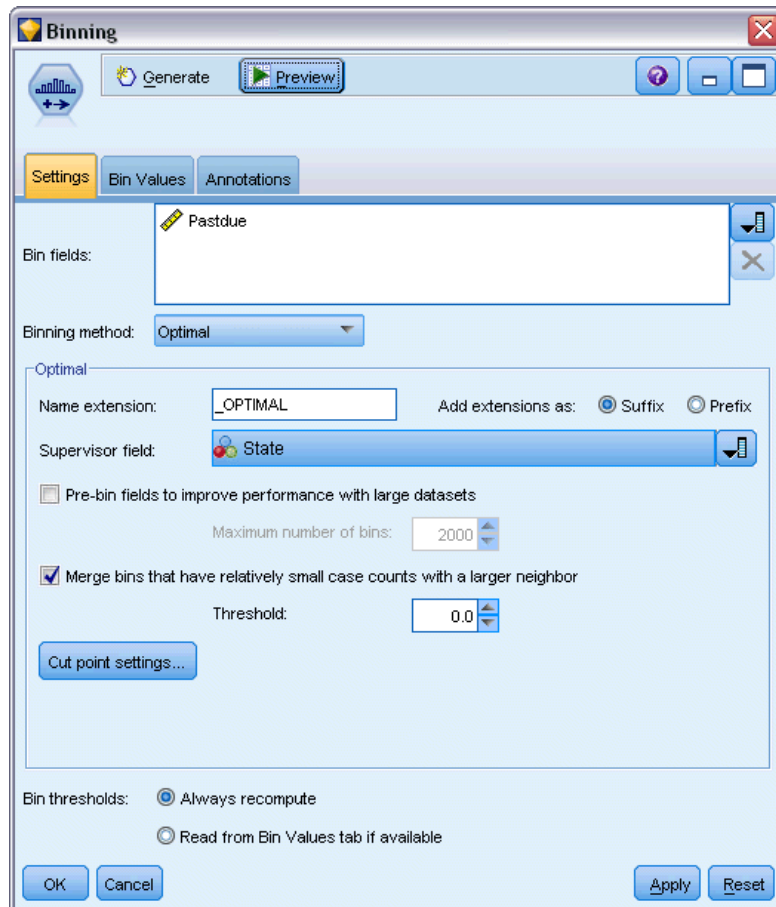 Binning
Generate
Preview
Settings
Bin Values
Annotations
Bin fields:
Pastdue
Binning method:
Optimal
Optimal
Name extension:
_OPTIMAL
Add extensions as:
Suffix
Prefix
Supervisor field:
State
Pre-bin fields to improve performance with large datasets
Maximum number of bins:
2000
Merge bins that have relatively small case counts with a larger neighbor
Threshold:
0.0
Cut point settings...
Bin thresholds:
Always recompute
Read from Bin Values tab if available
OK
Cancel
Apply
Reset